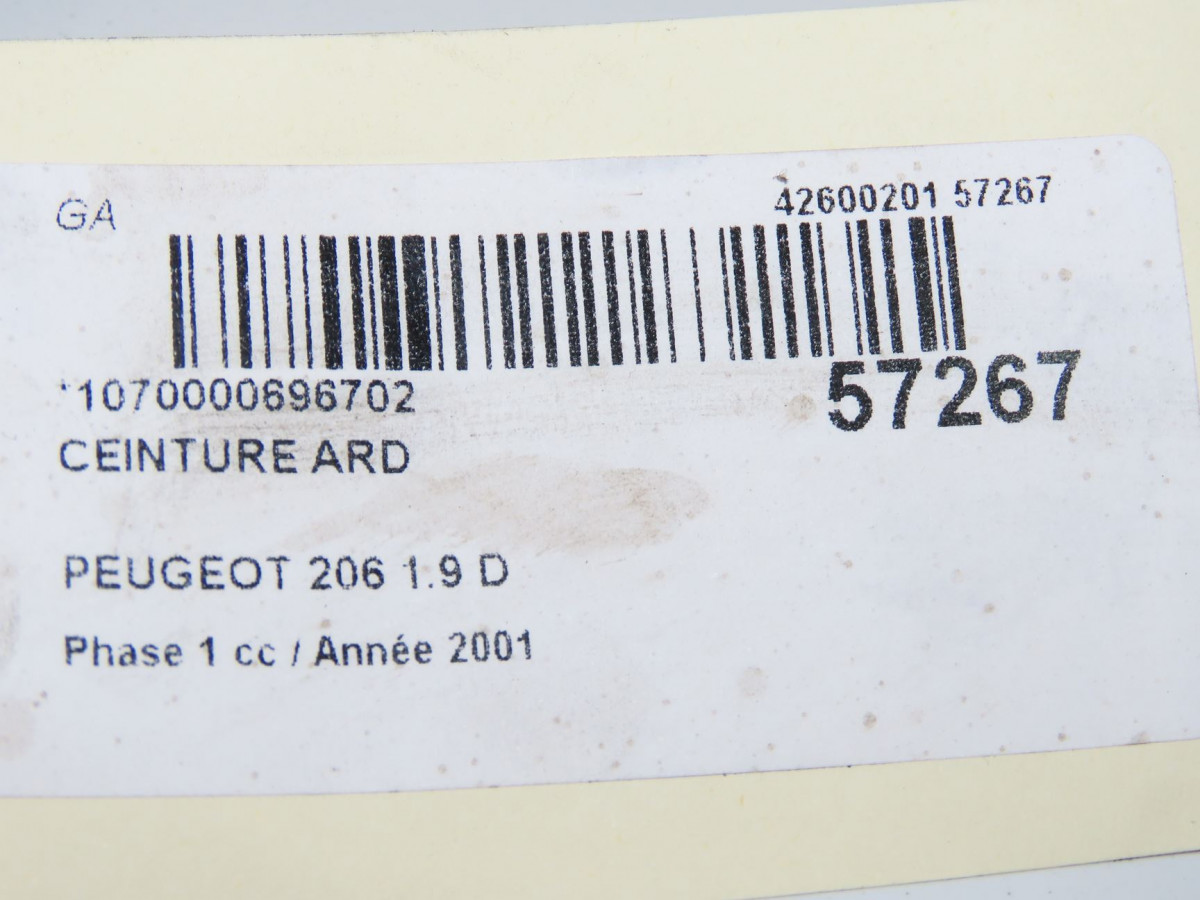 GA
42600201 57267
*1070000696702
57267
CEINTURE ARD
PEUGEOT 206 1.9 D
Phase 1 cc / Année 2001